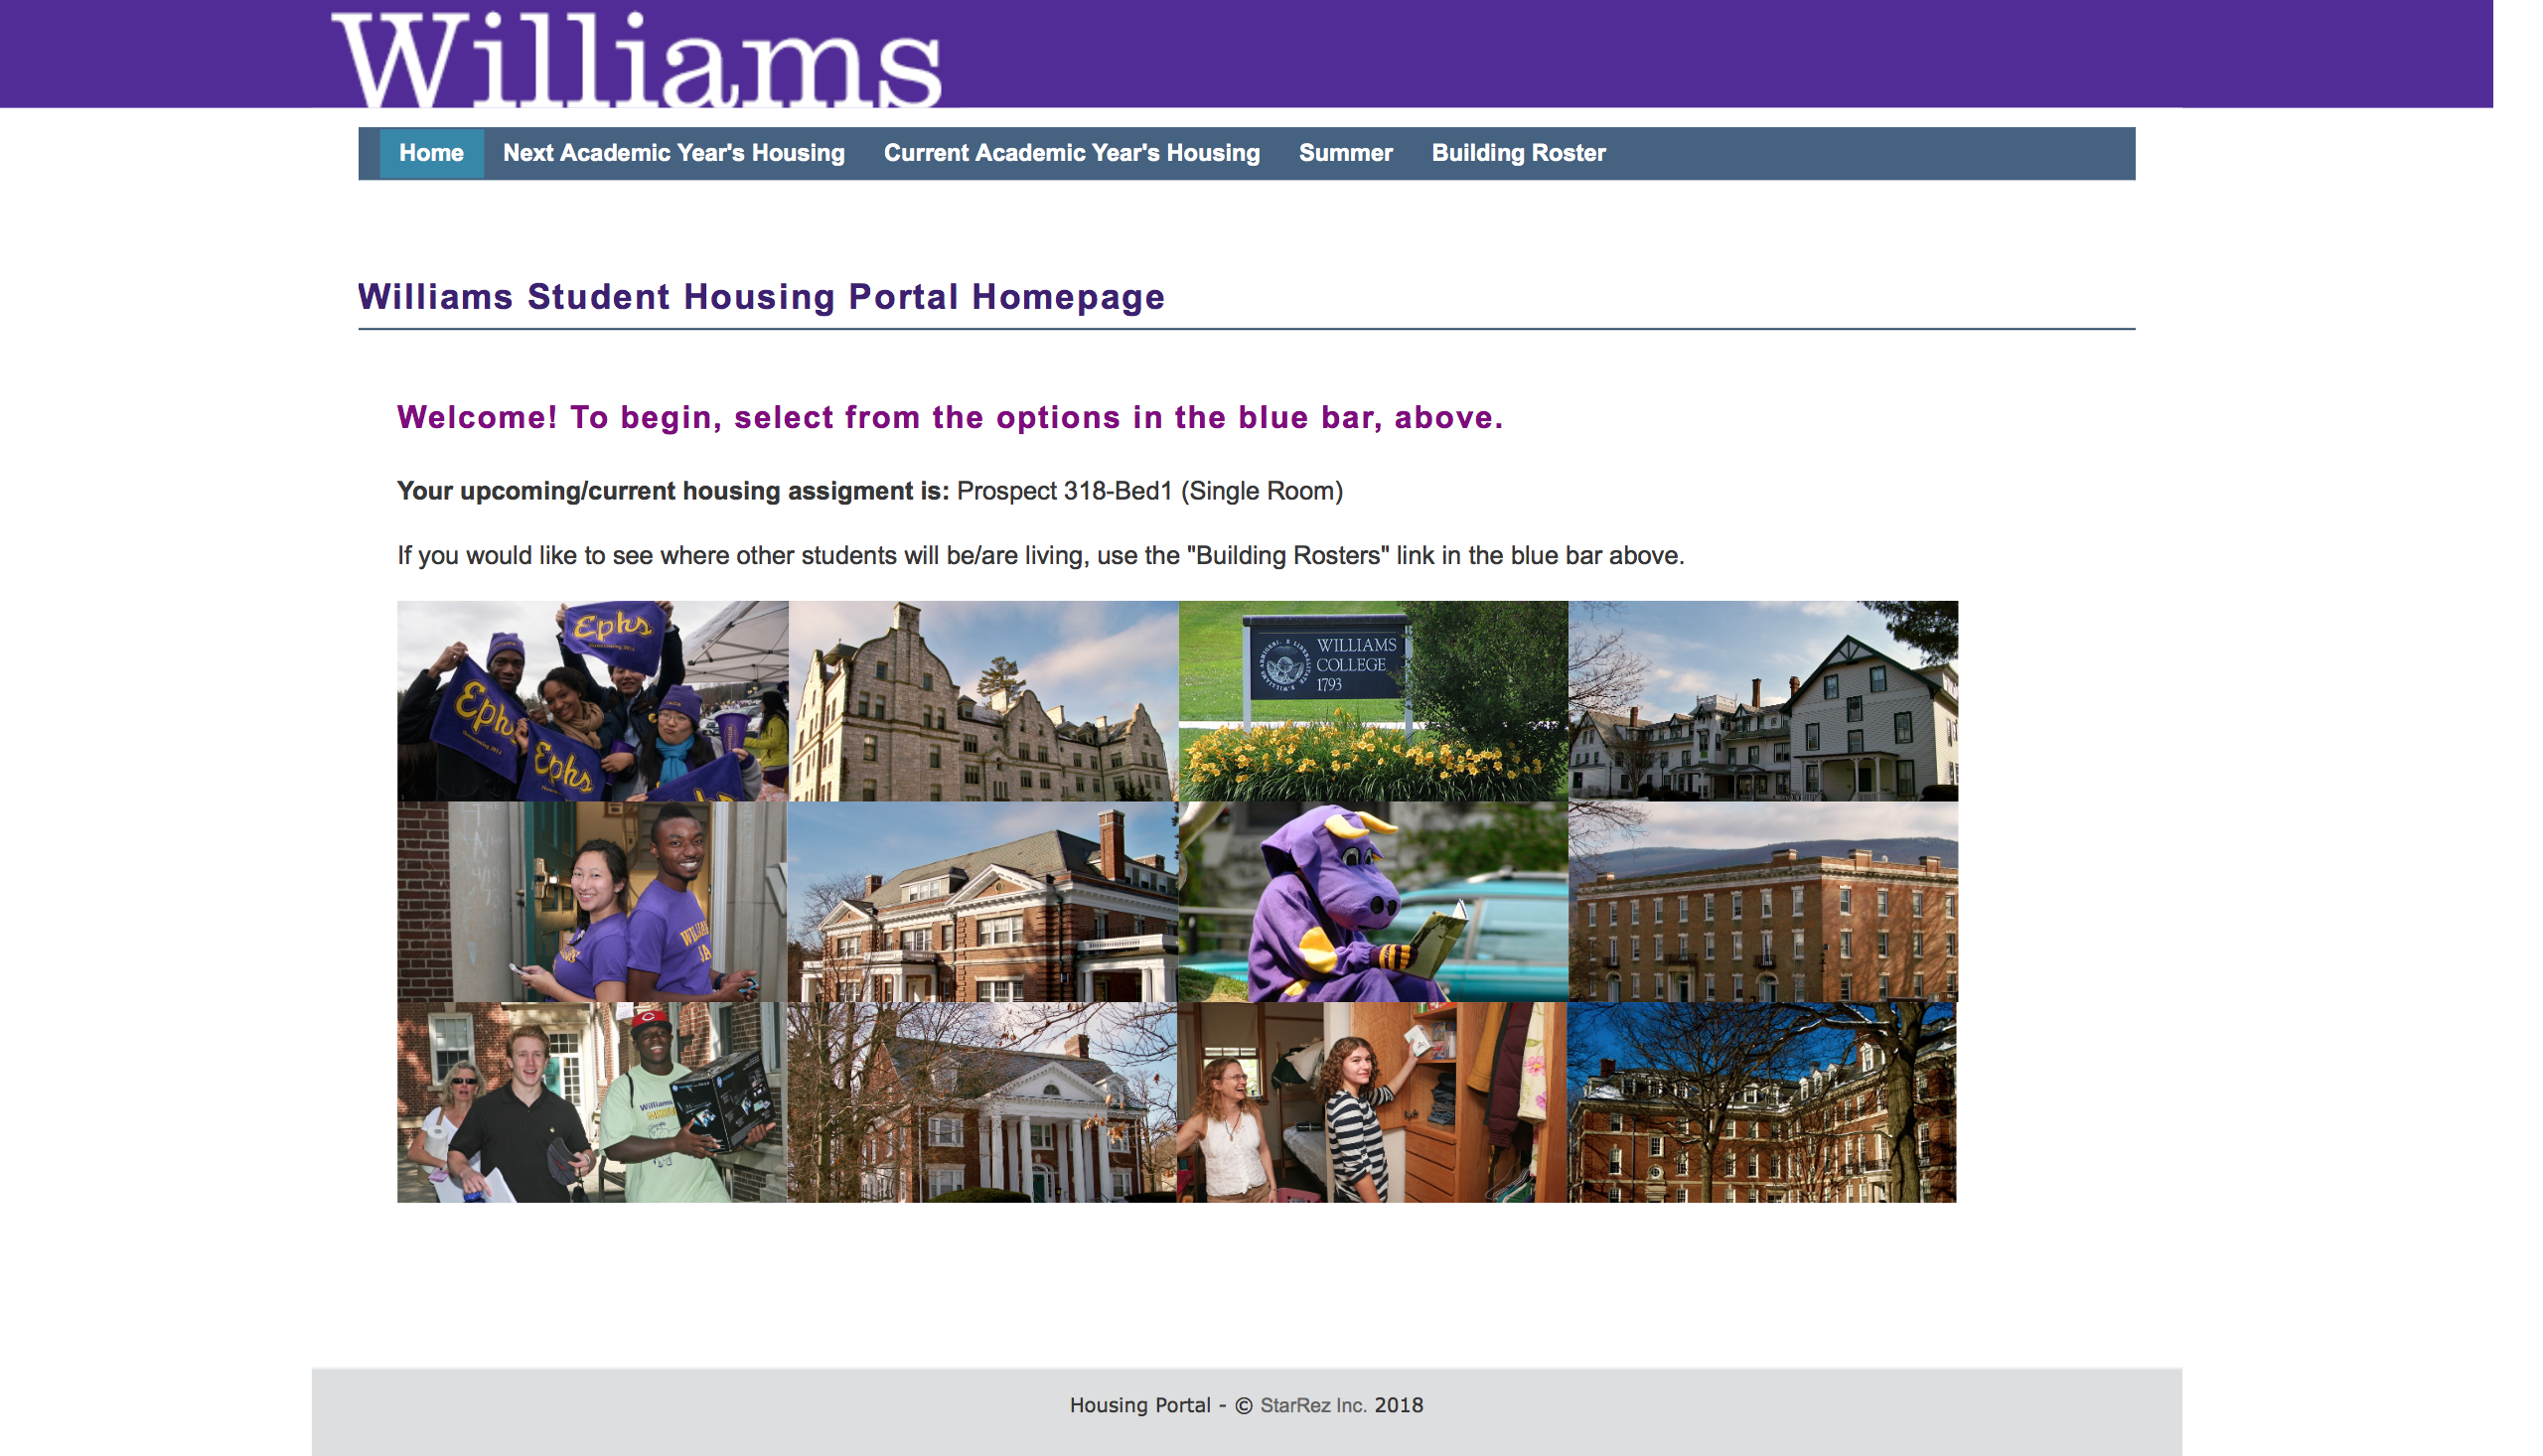 Williams
Home Next Academic Year's Housing Current Academic Year's Housing Summer Building Roster
Williams Student Housing Portal Homepage
Welcome! To begin, select from the options in the blue bar, above.
Your upcoming/current housing assigment is: Prospect 318-Bed1 (Single Room)
If you would like to see where other students will be/are living, use the "Building Rosters" link in the blue bar above.
Ephs
Ephs
Ephs
WILLIAMS
COLLEGE
1793
JA
Williams
Housing Portal - © StarRez Inc. 2018